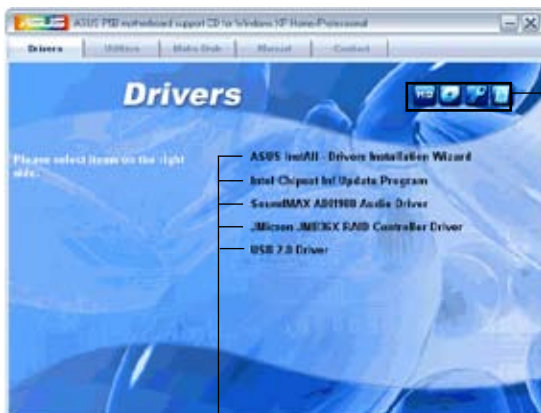 ASUS P5B motherboard support CD for Windows XP Home/Professional
Drivers Utilities Make Disk Manual Contact
Drivers
Please select items on the right
side.
ASUS InstAll - Drivers Installation Wizard
Intel Chipset Inf Update Program
SoundMAX Audio Driver
JMicron JMB36X RAID Controller Driver
USB 2.0 Driver